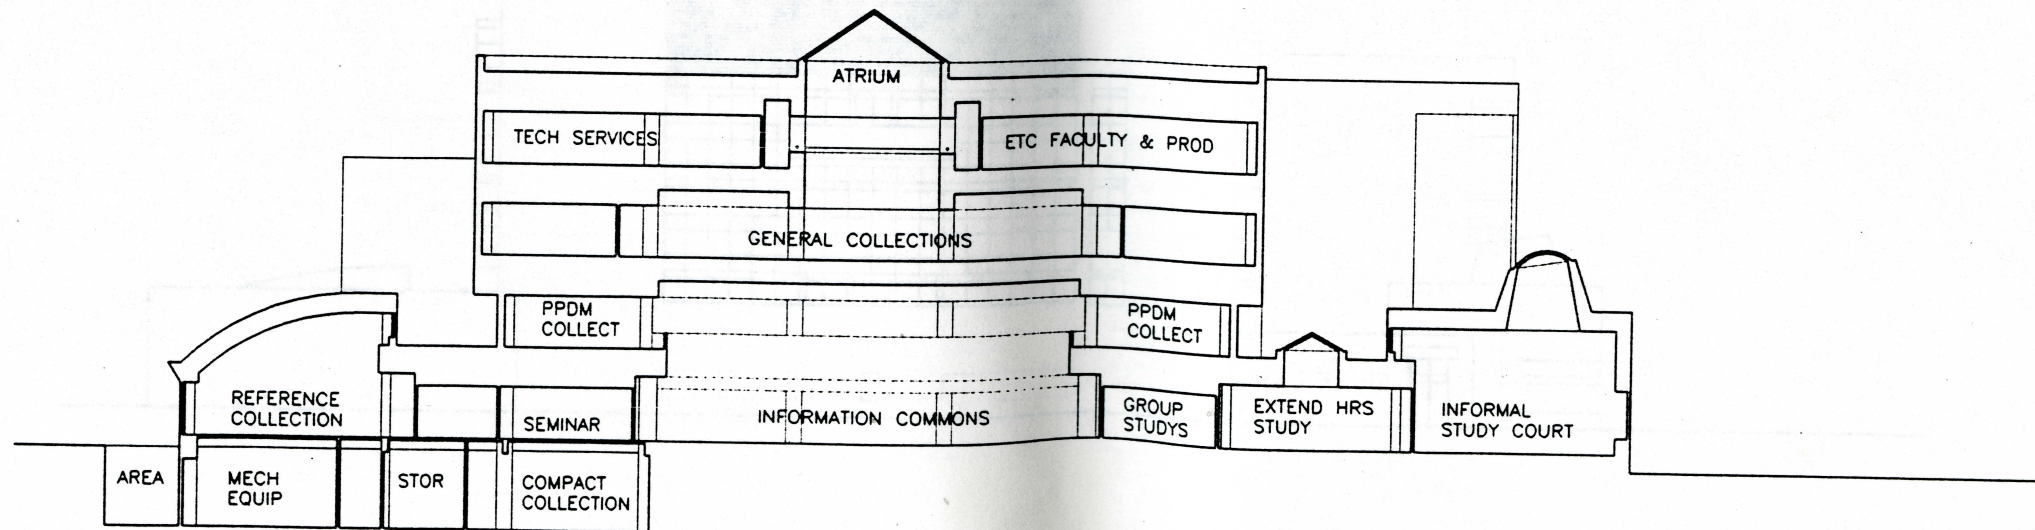 ATRIUM
TECH SERVICES
ETC FACULTY & PROD
GENERAL COLLECTIONS
PPDM
COLLECT
PPDM
COLLECT
REFERENCE
COLLECTION
SEMINAR
INFORMATION COMMONS
GROUP
STUDYS
EXTEND HRS
STUDY
INFORMAL
STUDY COURT
AREA
MECH
EQUIP
STOR
COMPACT
COLLECTION